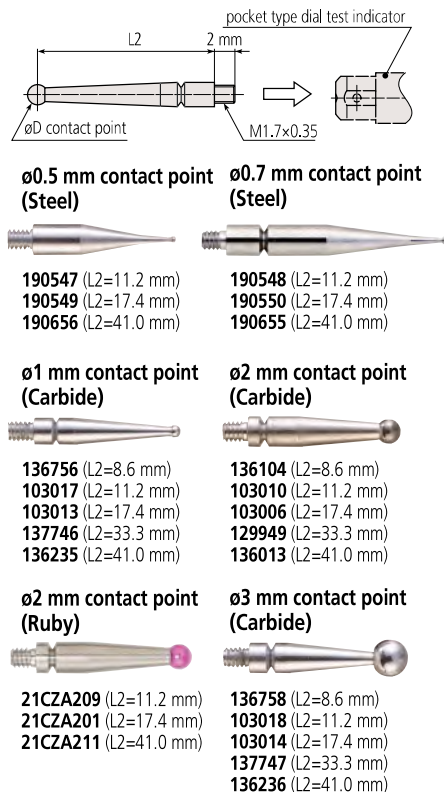 pocket type dial test indicator
L2
2 mm
øD contact point
M1.7×0.35
ø0.5 mm contact point
(Steel)
190547 (L2=11.2 mm)
190549 (L2=17.4 mm)
190656 (L2=41.0 mm)
ø0.7 mm contact point
(Steel)
190548 (L2=11.2 mm)
190550 (L2=17.4 mm)
190655 (L2=41.0 mm)
ø1 mm contact point
(Carbide)
136756 (L2=8.6 mm)
103017 (L2=11.2 mm)
103013 (L2=17.4 mm)
137746 (L2=33.3 mm)
136235 (L2=41.0 mm)
ø2 mm contact point
(Carbide)
136104 (L2=8.6 mm)
103010 (L2=11.2 mm)
103006 (L2=17.4 mm)
129949 (L2=33.3 mm)
136013 (L2=41.0 mm)
ø2 mm contact point
(Ruby)
21CZA209 (L2=11.2 mm)
21CZA201 (L2=17.4 mm)
21CZA211 (L2=41.0 mm)
ø3 mm contact point
(Carbide)
136758 (L2=8.6 mm)
103018 (L2=11.2 mm)
103014 (L2=17.4 mm)
137747 (L2=33.3 mm)
136236 (L2=41.0 mm)